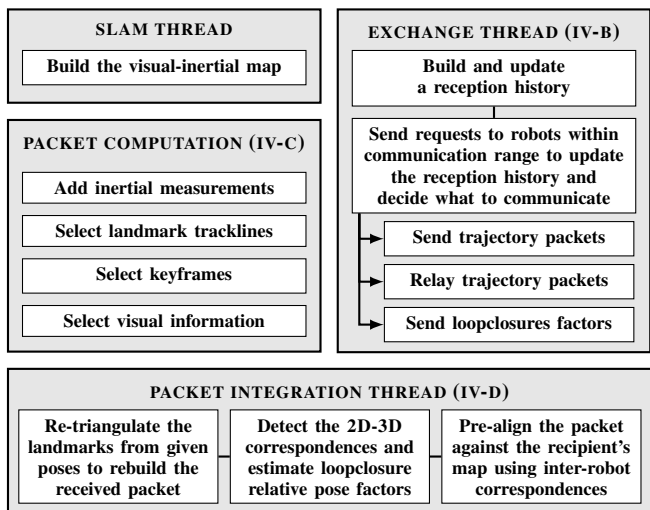 SLAM THREAD
Build the visual-inertial map
PACKET COMPUTATION (IV-C)
Add inertial measurements
Select landmark tracklines
Select keyframes
Select visual information
EXCHANGE THREAD (IV-B)
Build and update
a reception history
Send requests to robots within
communication range to update
the reception history and
decide what to communicate
Send trajectory packets
Relay trajectory packets
Send loopclosures factors
PACKET INTEGRATION THREAD (IV-D)
Re-triangulate the
landmarks from given
poses to rebuild the
received packet
Detect the 2D-3D
correspondences and
estimate loopclosure
relative pose factors
Pre-align the packet
against the recipient's
map using inter-robot
correspondences